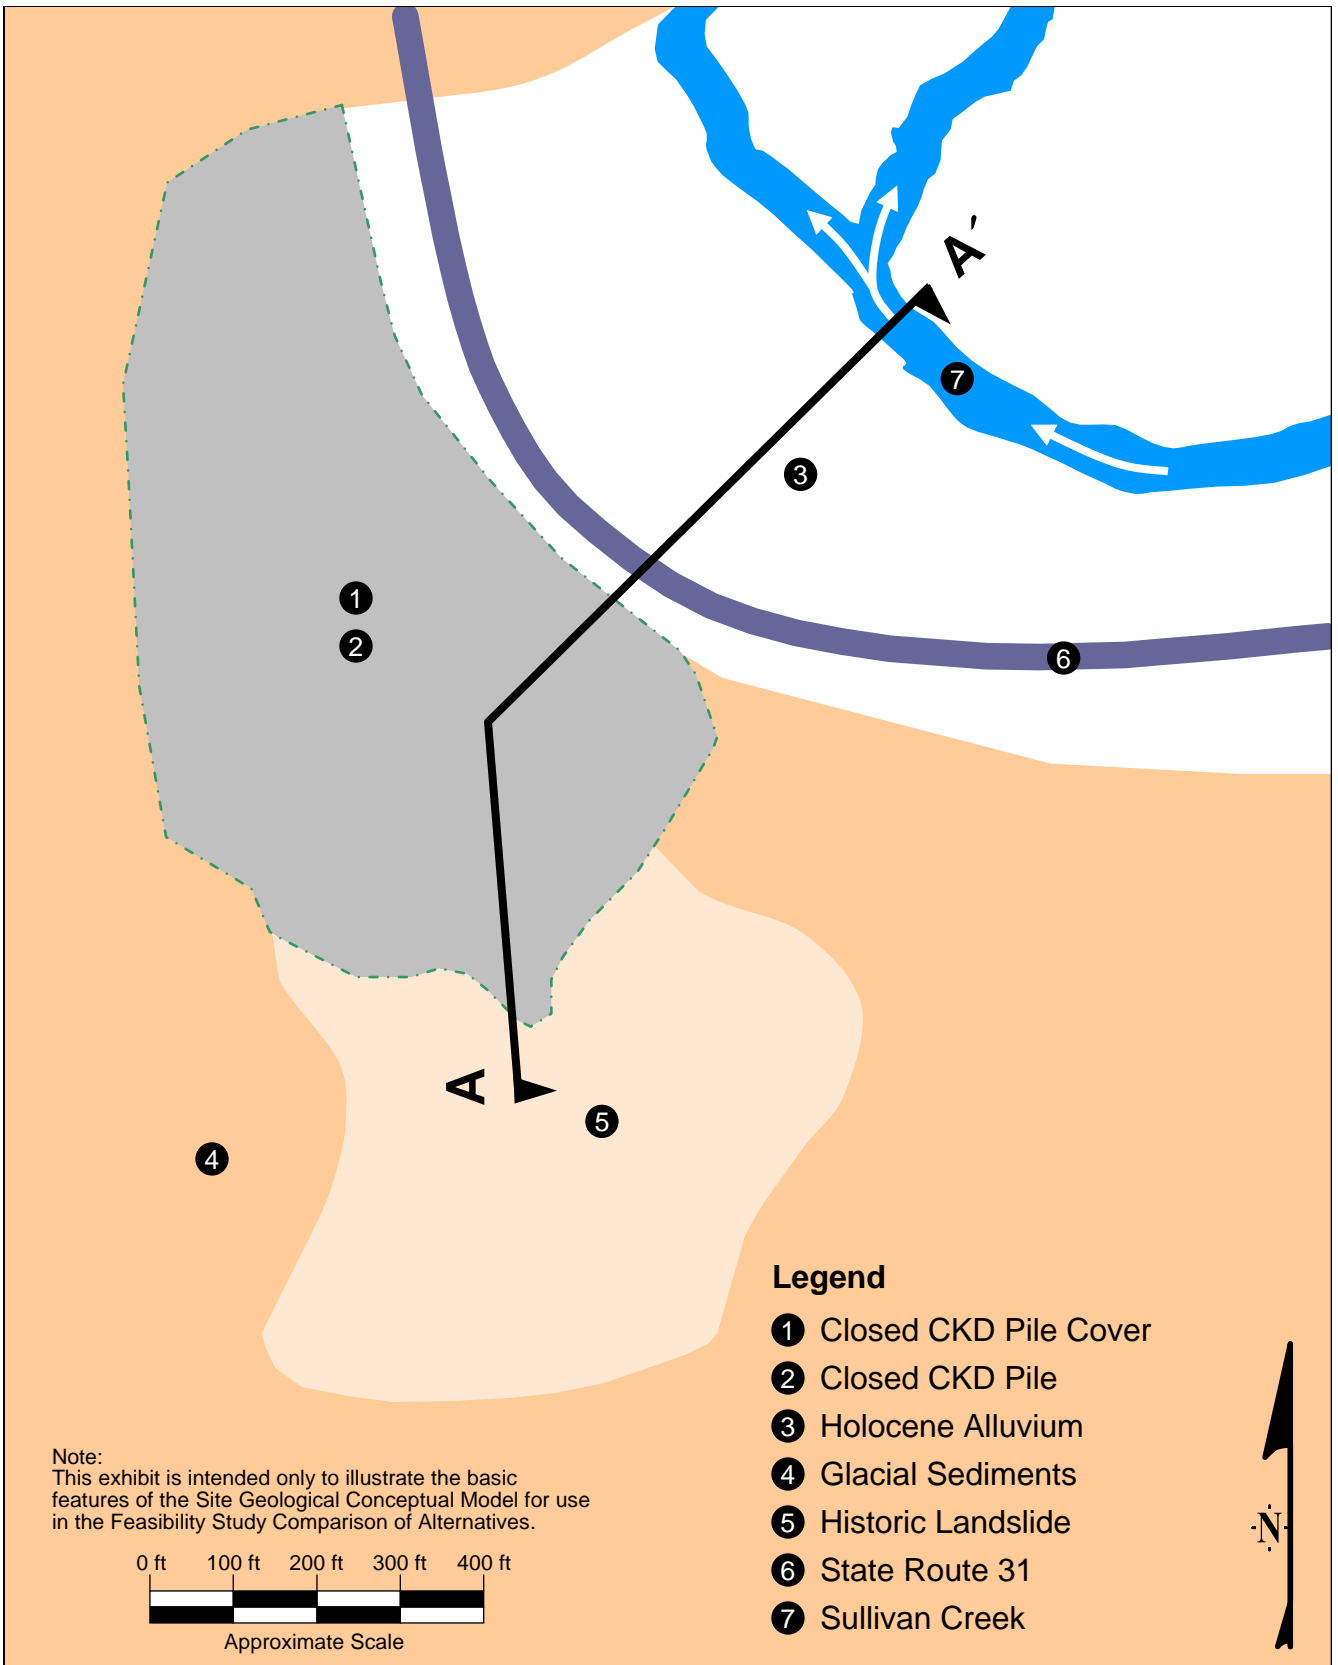 A′
7
3
1
2
6
A
5
4
Legend
1 Closed CKD Pile Cover
2 Closed CKD Pile
3 Holocene Alluvium
4 Glacial Sediments
5 Historic Landslide
6 State Route 31
7 Sullivan Creek
Note:
This exhibit is intended only to illustrate the basic
features of the Site Geological Conceptual Model for use
in the Feasibility Study Comparison of Alternatives.
0 ft 100 ft 200 ft 300 ft 400 ft
Approximate Scale
N